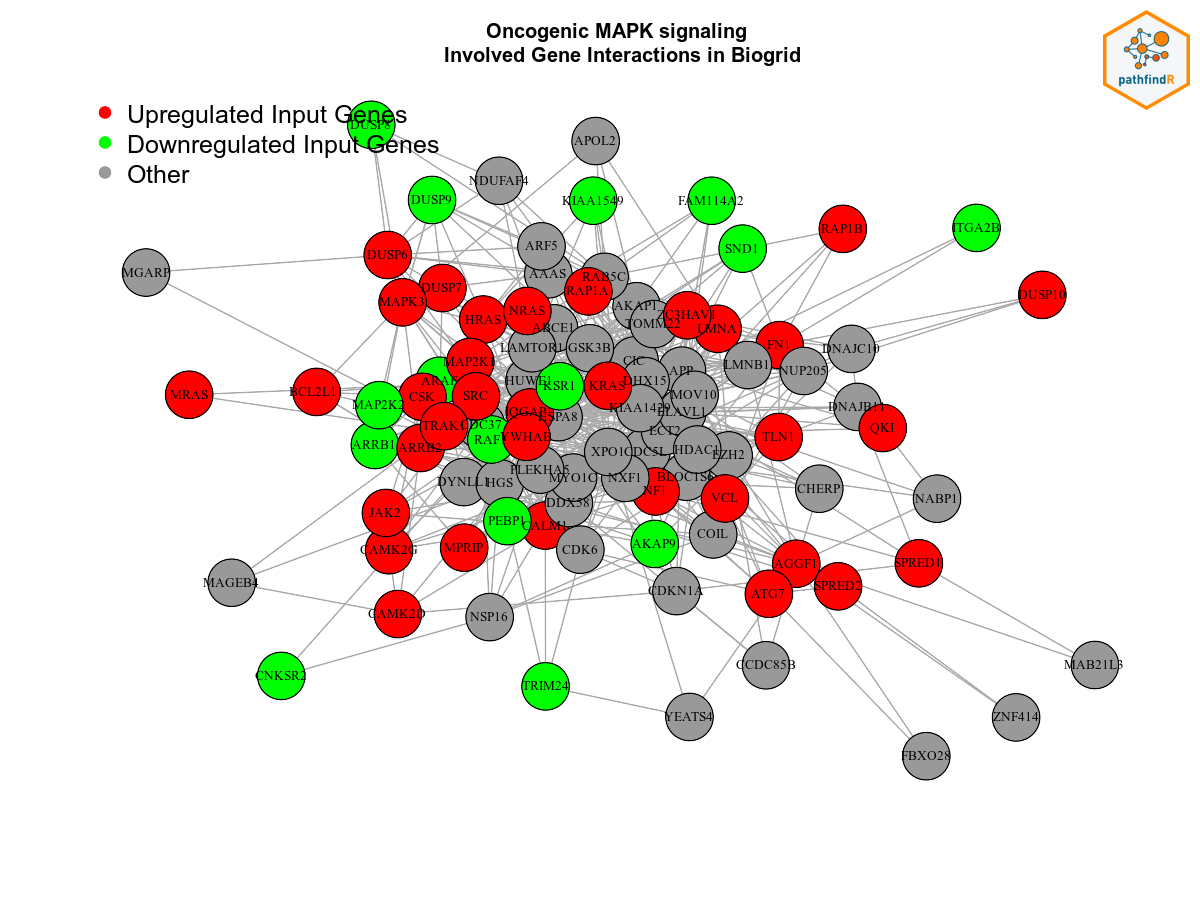 Oncogenic MAPK signaling
Involved Gene Interactions in Biogrid
pathfindR
Upregulated Input Genes
Downregulated Input Genes
Other
DUSP8
APOL2
NDUFAF4
DUSP9
KIAA1549
FAM114A2
RAP1B
ITGA2B
SND1
ARF5
DUSP6
MGARP
AAAS
RAB5C
DUSP7
RAP1A
DUSP10
MAPK3
AKAP1
NRAS
HRAS
ZC3HAV1
TOMM22
ABCE1
LMNA
LAMTOR1
GSK3B
FN1
DNAJC10
MAP2K1
CIC
LMNB1
NUP205
APP
HUWE1
DHX15
KSR1
KRAS
MRAS
BCL2L1
CSK
SRC
MOV10
MAP2K2
KIAA1429
DNAJB11
HSPA8
ELAVL1
TRAK1
CDC37
QK1
ECT2
YWHAB
TLN1
ARRB1
ARRB2
XPO1
CDC5L
HDAC1
EZH2
PLEKHA5
DYNLL1
HGS
MYO1C
NXF1
BLOC1S6
NF1
CHERP
VCL
NABP1
DDX58
JAK2
PEBP1
CALM1
COIL
CAMK2G
MPRIP
CDK6
AKAP9
AGGF1
SPRED1
MAGEB4
SPRED2
CDKN1A
ATG7
CAMK2D
NSP16
CCDC85B
MAB21L3
CNKSR2
TRIM24
YEATS4
ZNF414
FBXO28